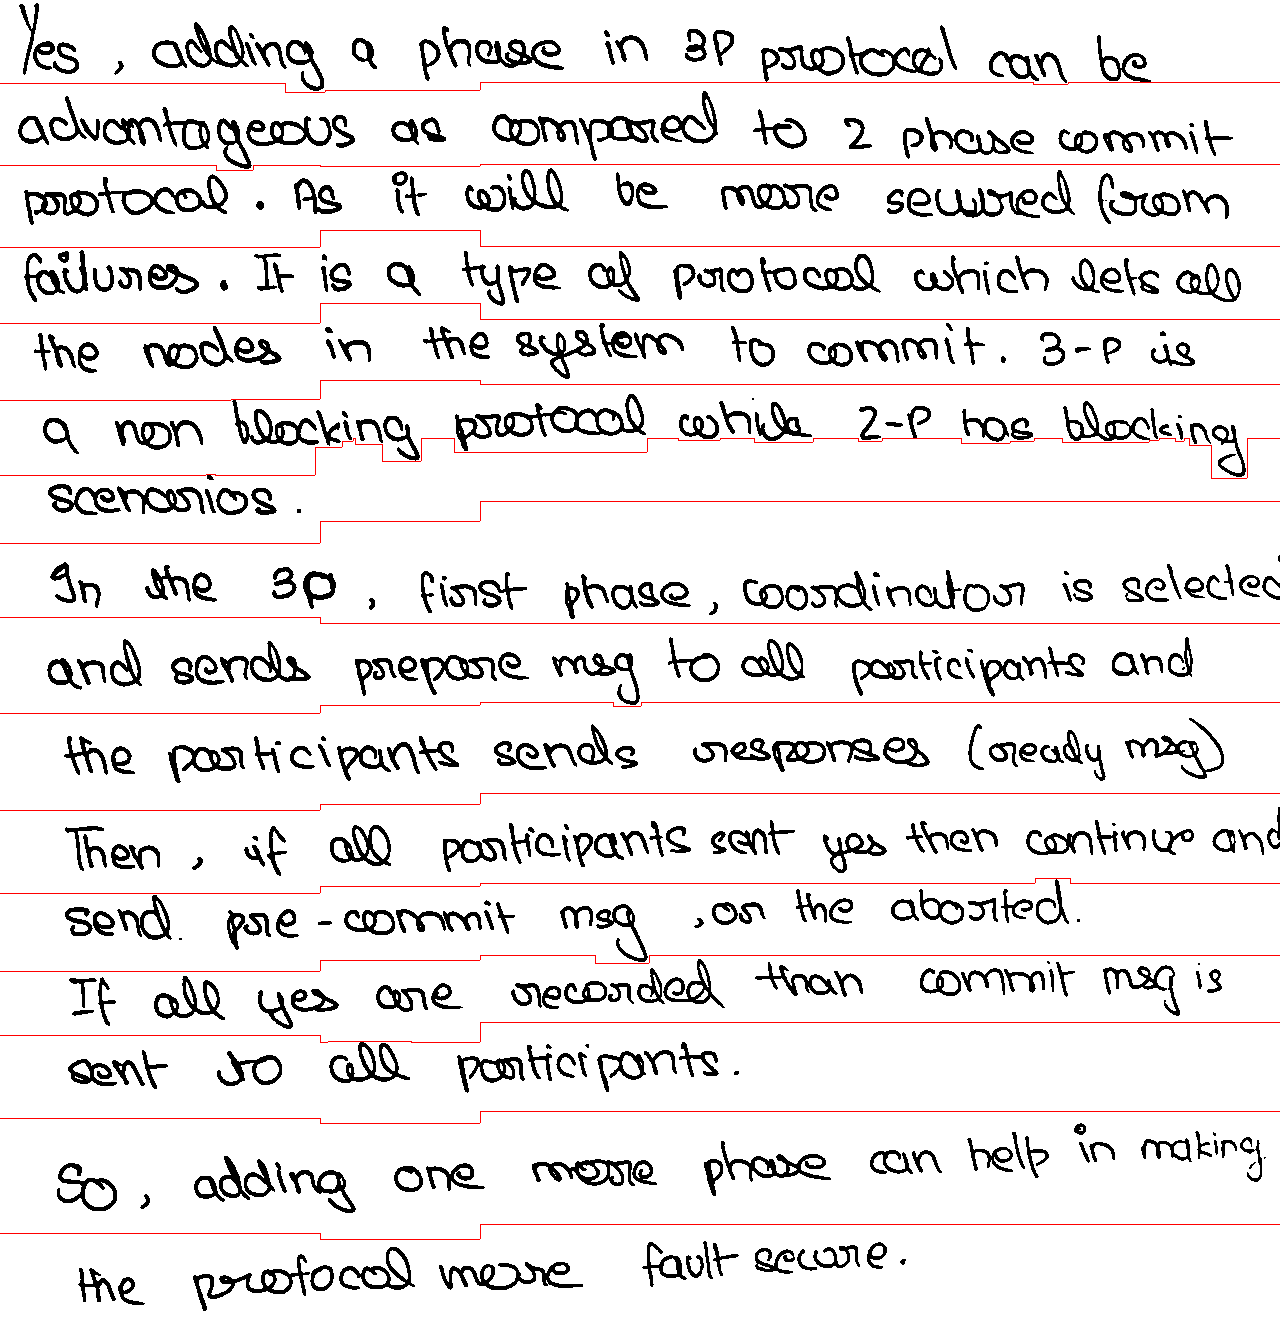 Yes, adding a phase in 3P protocol can be
advantageous as compared to 2 phase commit
protocol. As it will be more secured from
failures. It is a type of protocol which lets all
the nodes in the system to commit. 3-P is
a non blocking protocol while 2-P has blocking
scenarios.
In the 3P, first phase, coordinator is selected
and sends prepare msg to all participants and
the participants sends responses (ready msg)
Then, if all participants sent yes then continue and
send pre-commit msg, or the aborted.
If all yes are recorded than commit msg is
sent to all participants.
So, adding one more phase can help in making
the protocol more fault secure.